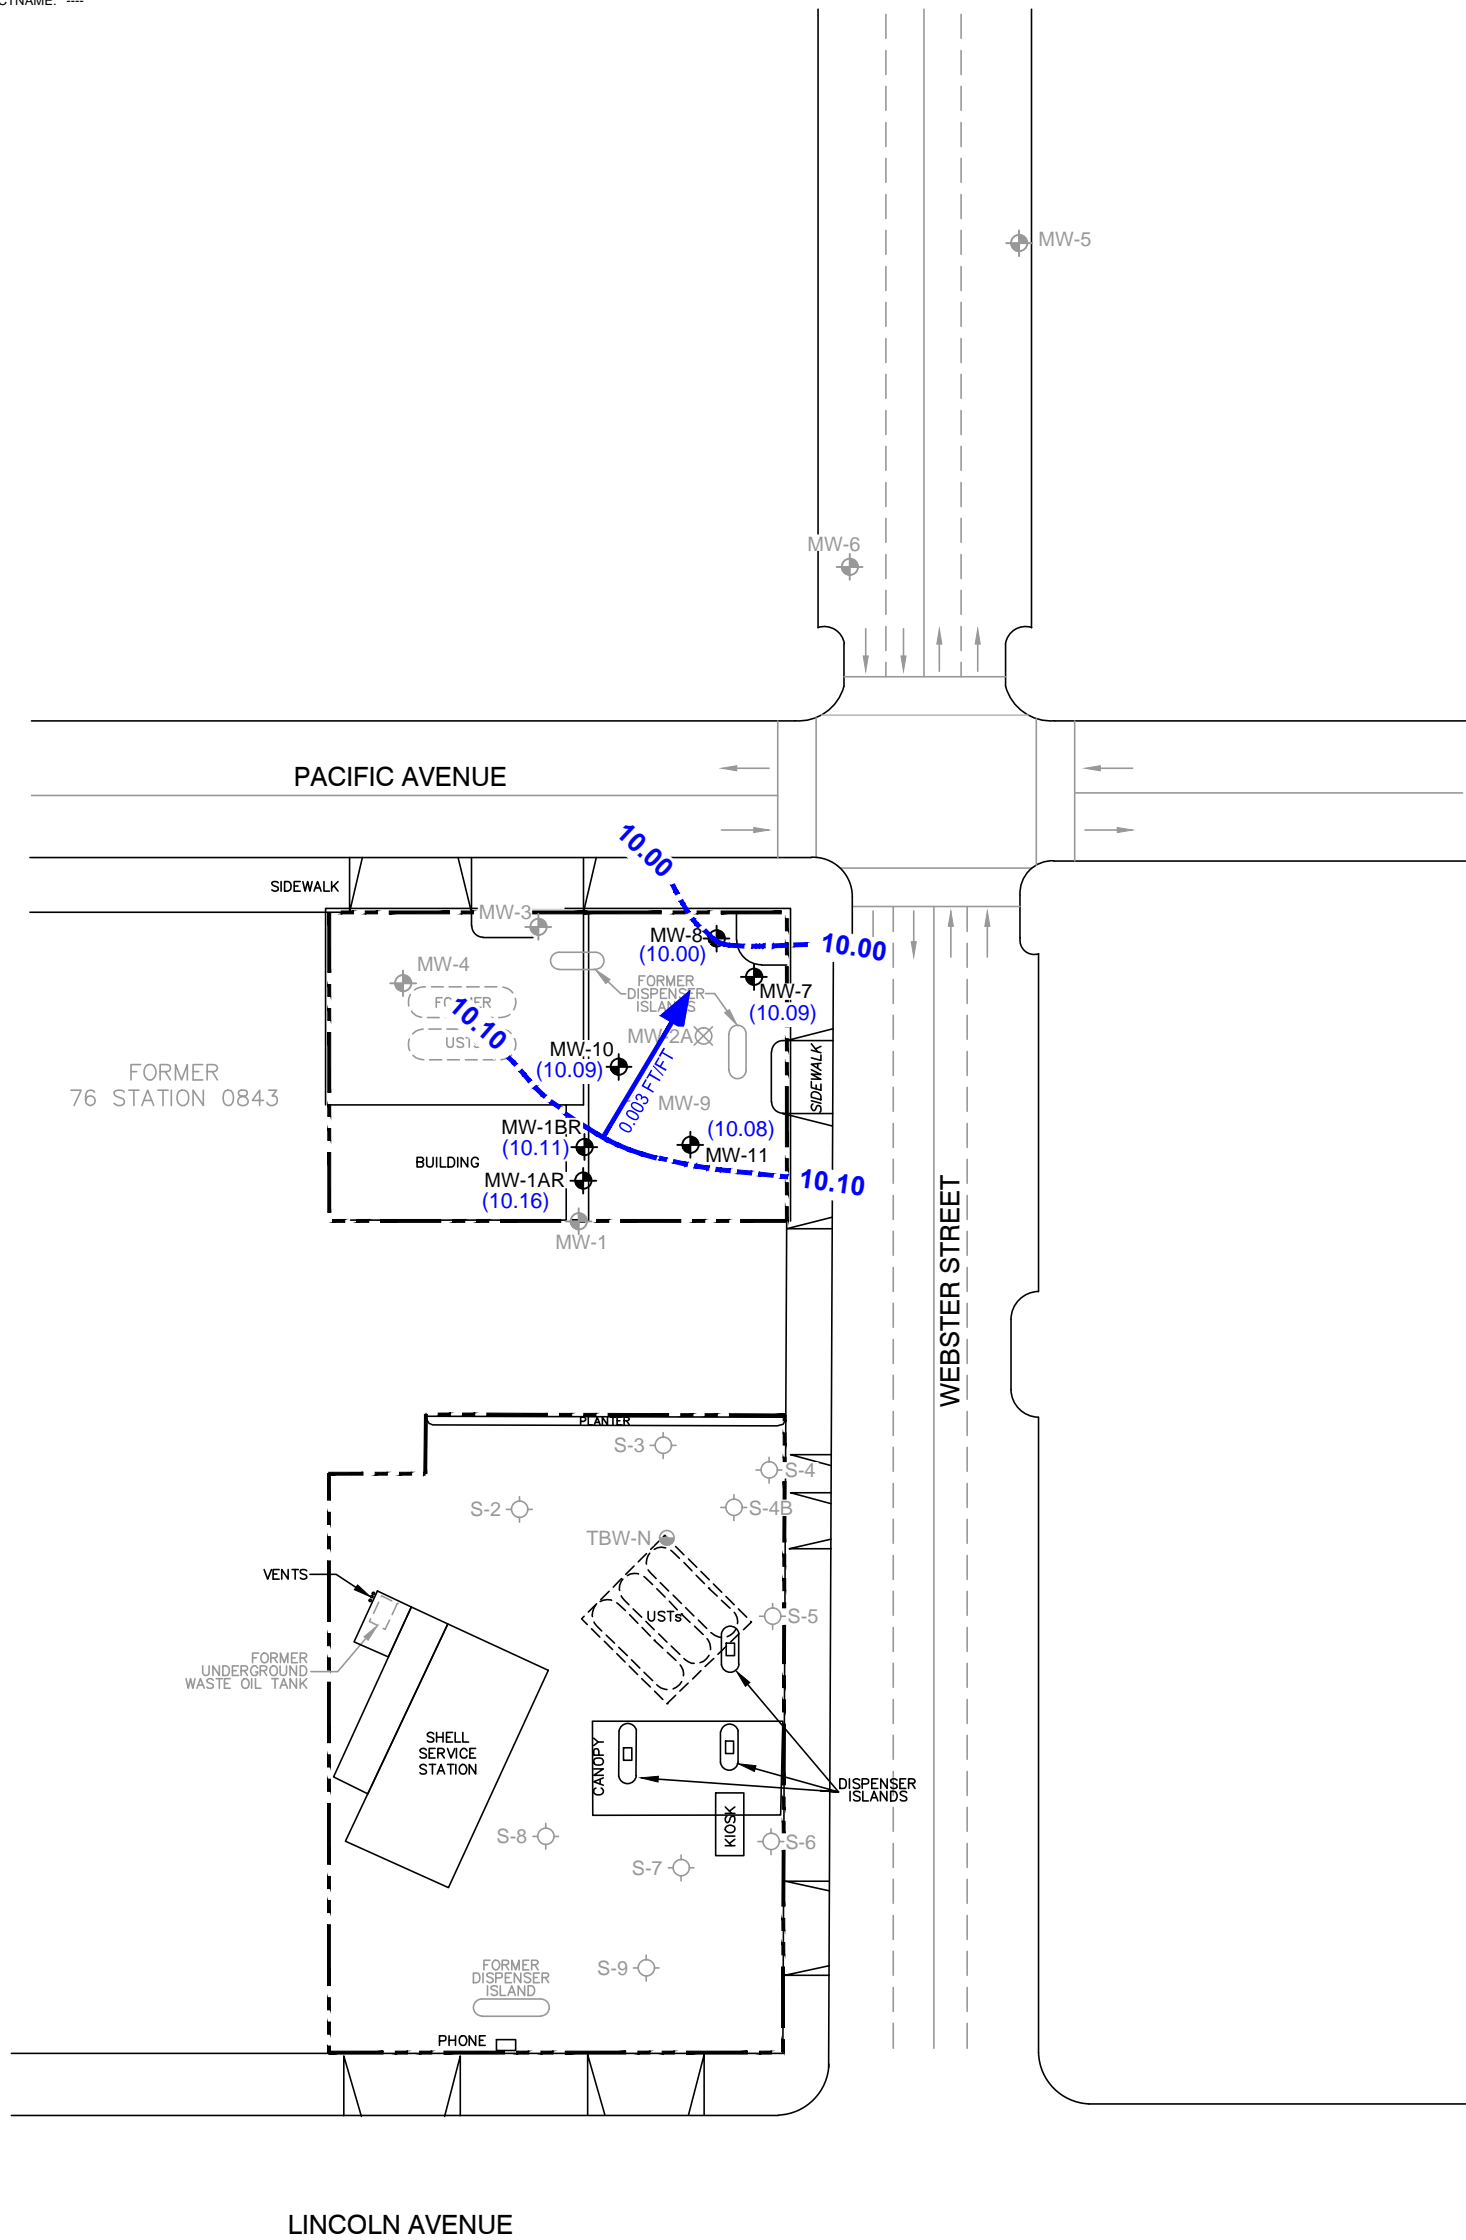 CTNAME: ----
MW-5
MW-6
PACIFIC AVENUE
10.00
SIDEWALK
MW-3
MW-8
(10.00)
10.00
MW-4
FORMER
DISPENSER
ISLANDS
MW-7
(10.09)
FORMER
USTs
10.10
MW-2A
MW-10
(10.09)
0.003 FT/FT
SIDEWALK
FORMER
76 STATION 0843
MW-9
MW-1BR
(10.11)
(10.08)
MW-11
BUILDING
MW-1AR
(10.16)
10.10
MW-1
WEBSTER STREET
PLANTER
S-3
S-4
S-2
S-4B
TBW-N
VENTS
USTs
S-5
FORMER
UNDERGROUND
WASTE OIL TANK
SHELL
SERVICE
STATION
CANOPY
DISPENSER
ISLANDS
KIOSK
S-8
S-6
S-7
S-9
FORMER
DISPENSER
ISLAND
PHONE
LINCOLN AVENUE